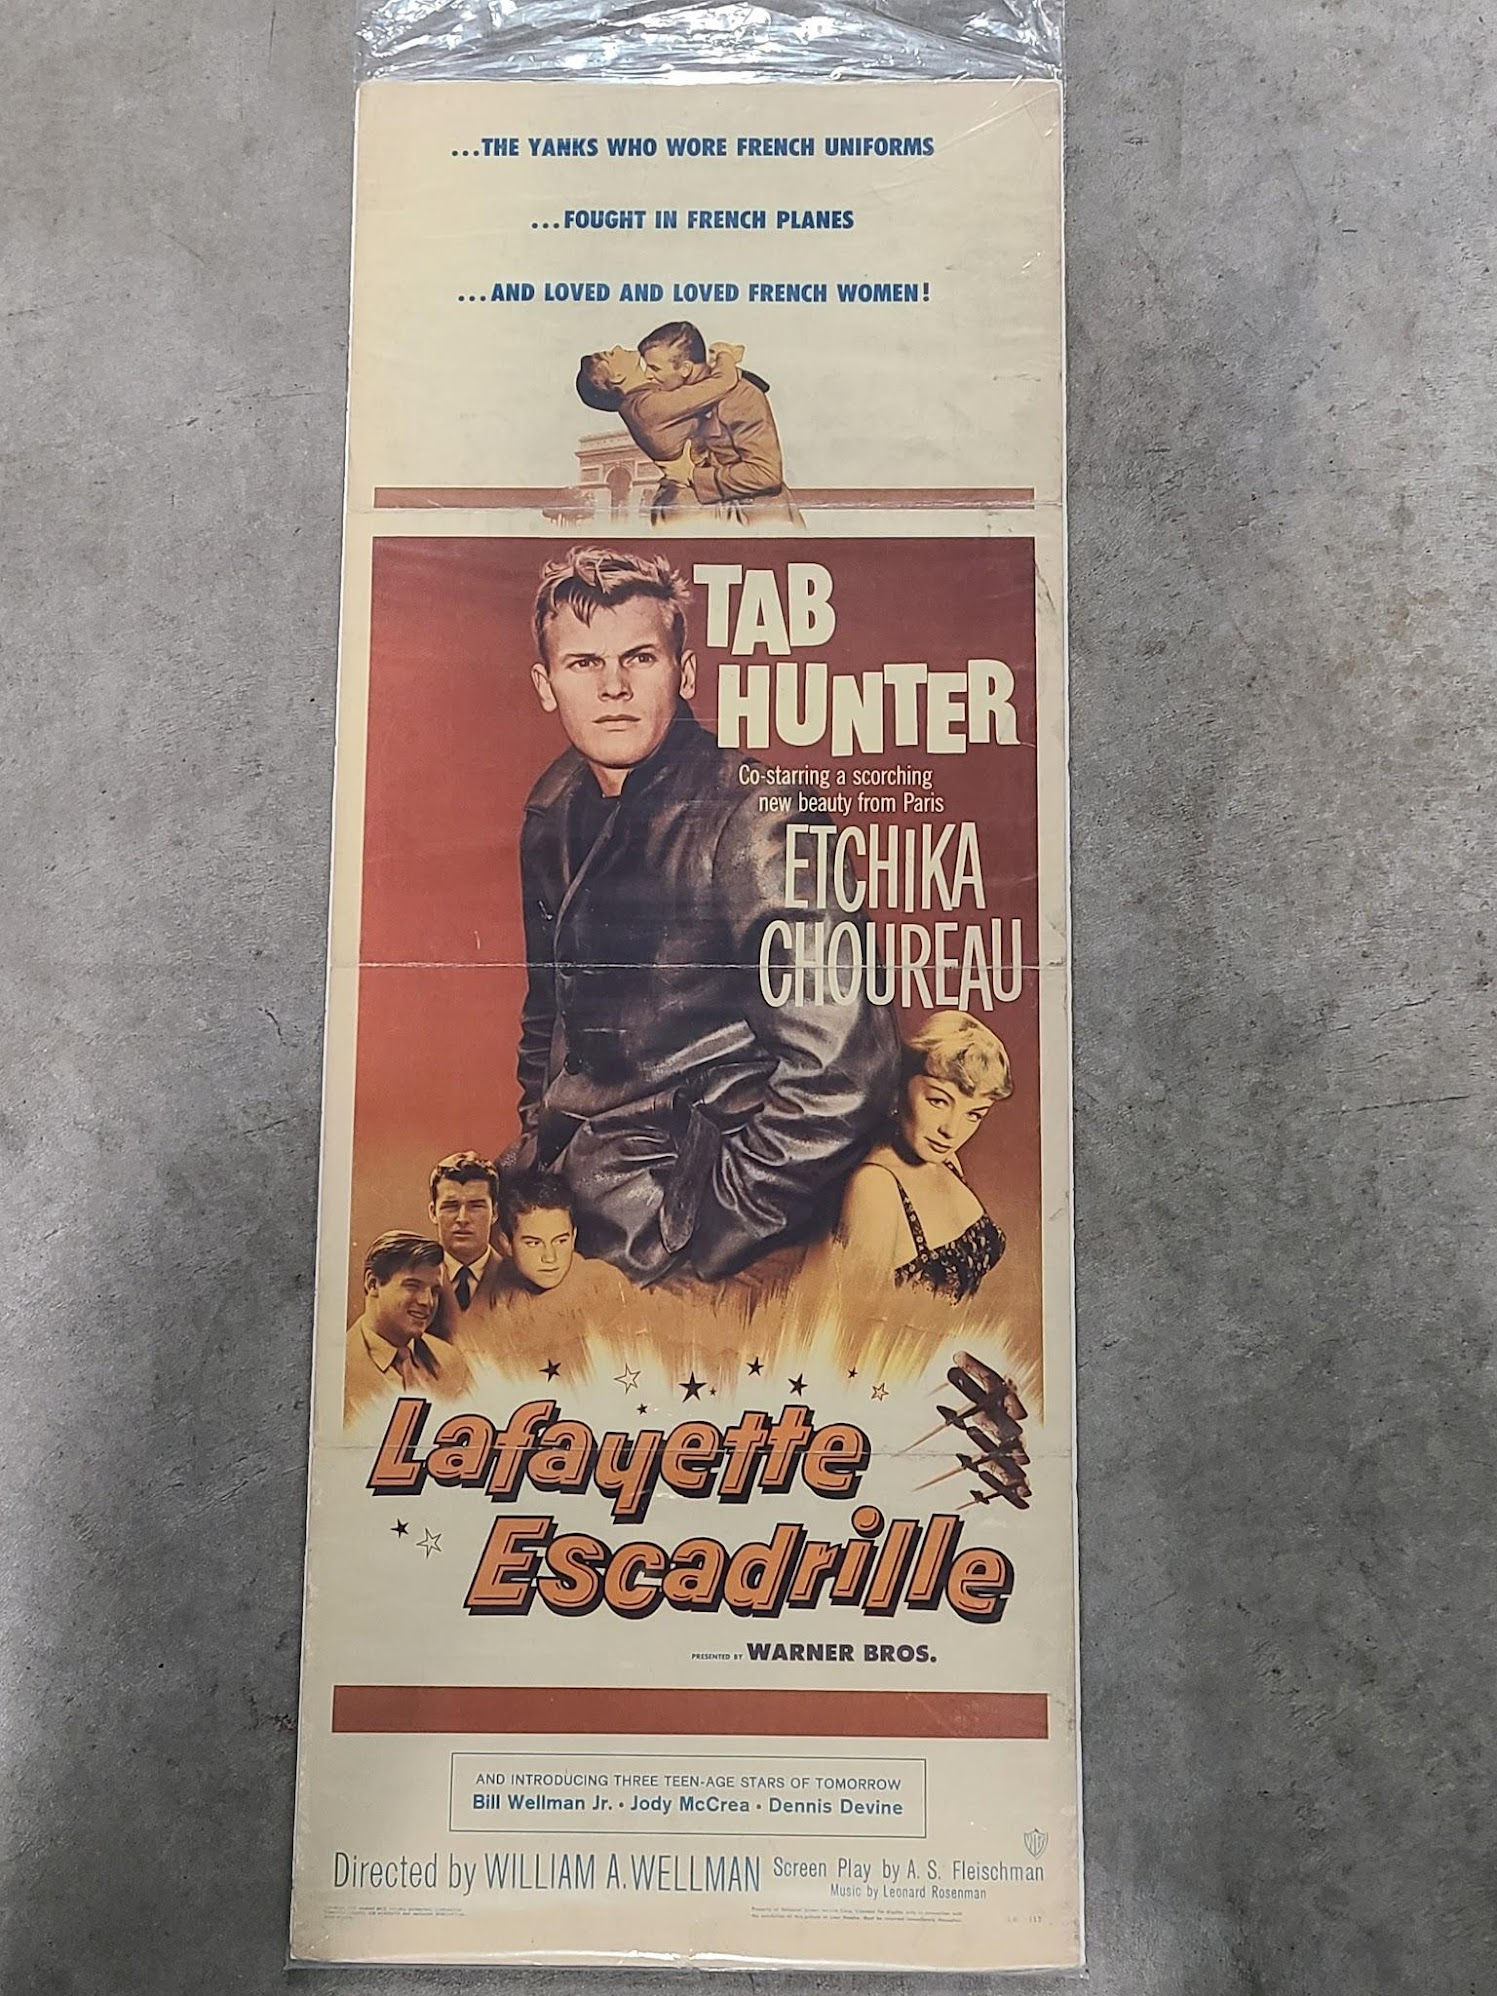 ...THE YANKS WHO WORE FRENCH UNIFORMS
...FOUGHT IN FRENCH PLANES
...AND LOVED AND LOVED FRENCH WOMEN!
TAB
HUNTER
Co-starring a scorching
new beauty from Paris
ETCHIKA
CHOUREAU
Lafayette
Escadrille
PRESENTED BY WARNER BROS.
AND INTRODUCING THREE TEEN-AGE STARS OF TOMORROW
Bill Wellman Jr. • Jody McCrea • Dennis Devine
Directed by WILLIAM A. WELLMAN Screen Play by A. S. Fleischman
Music by Leonard Rosenman